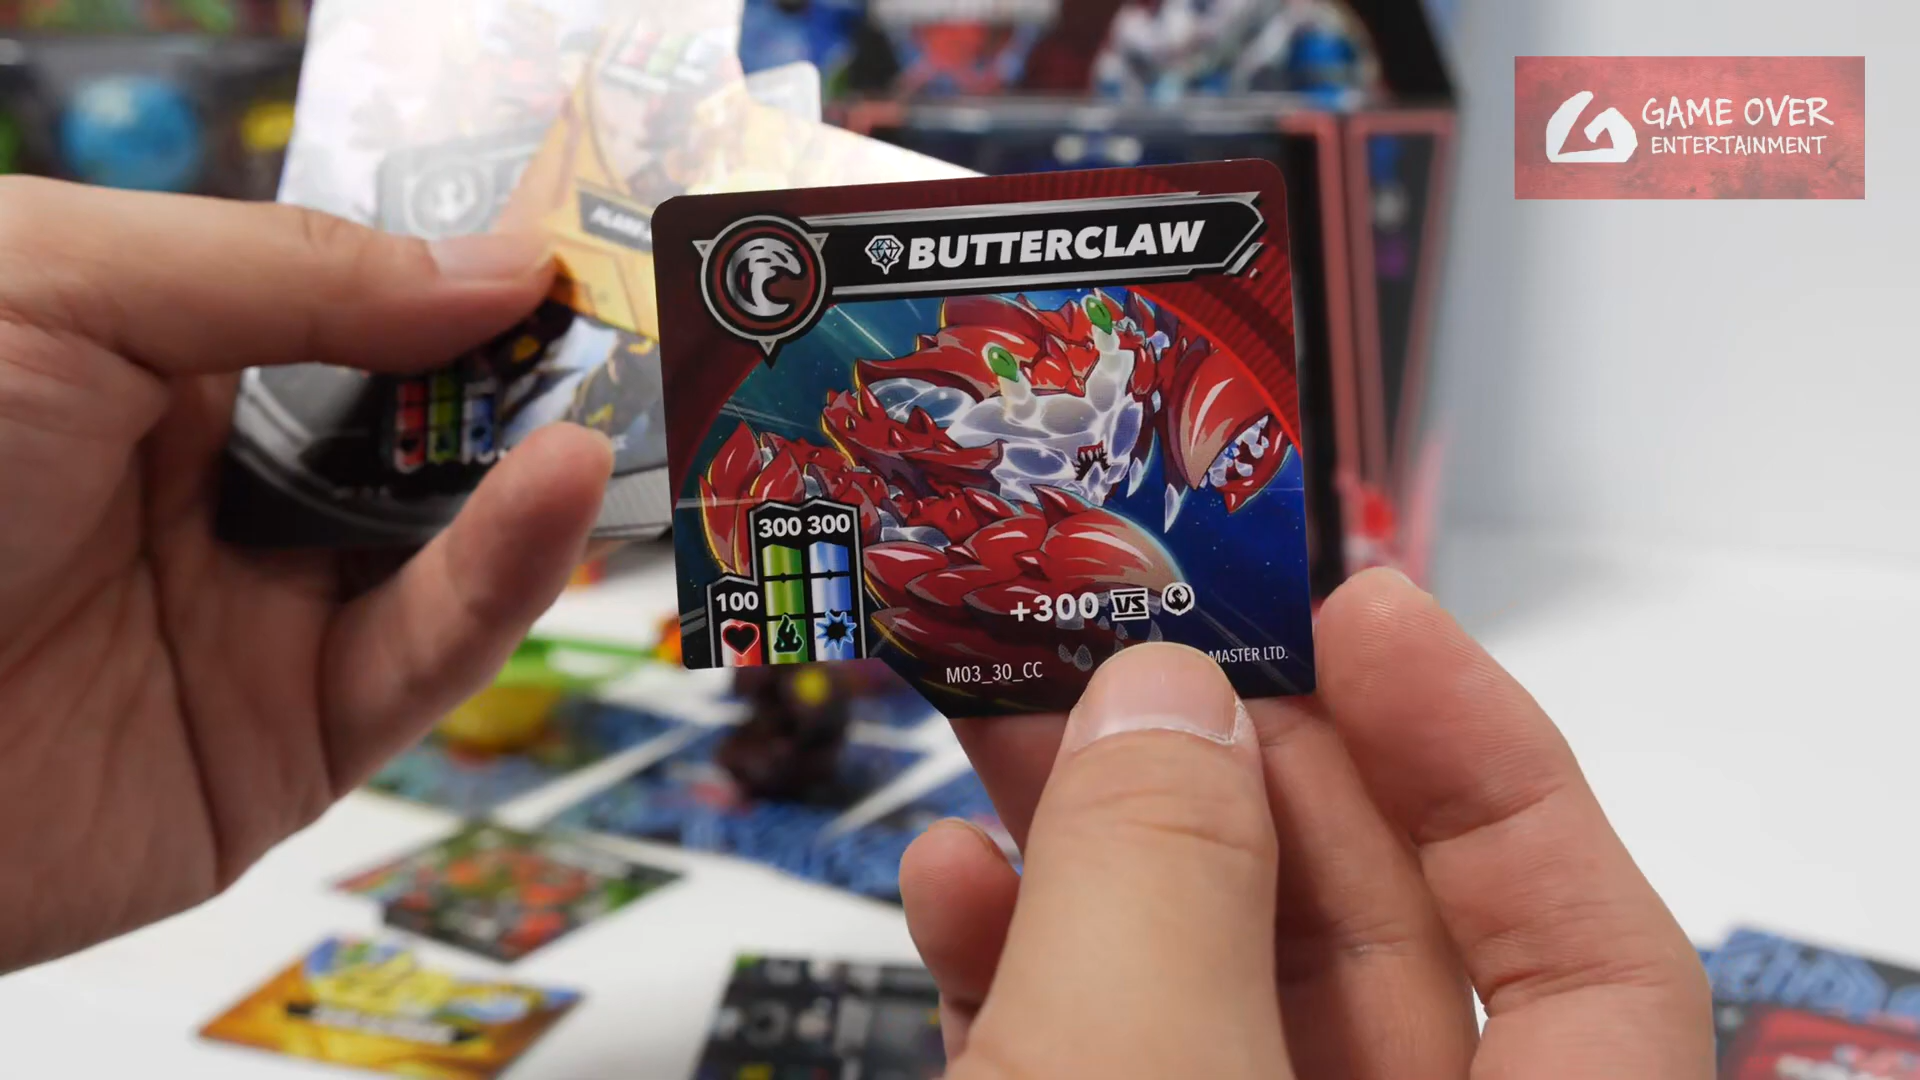 GAME OVER
ENTERTAINMENT
BUTTERCLAW
300 300
100
+300 VS
M03_30_CC
MASTER LTD.